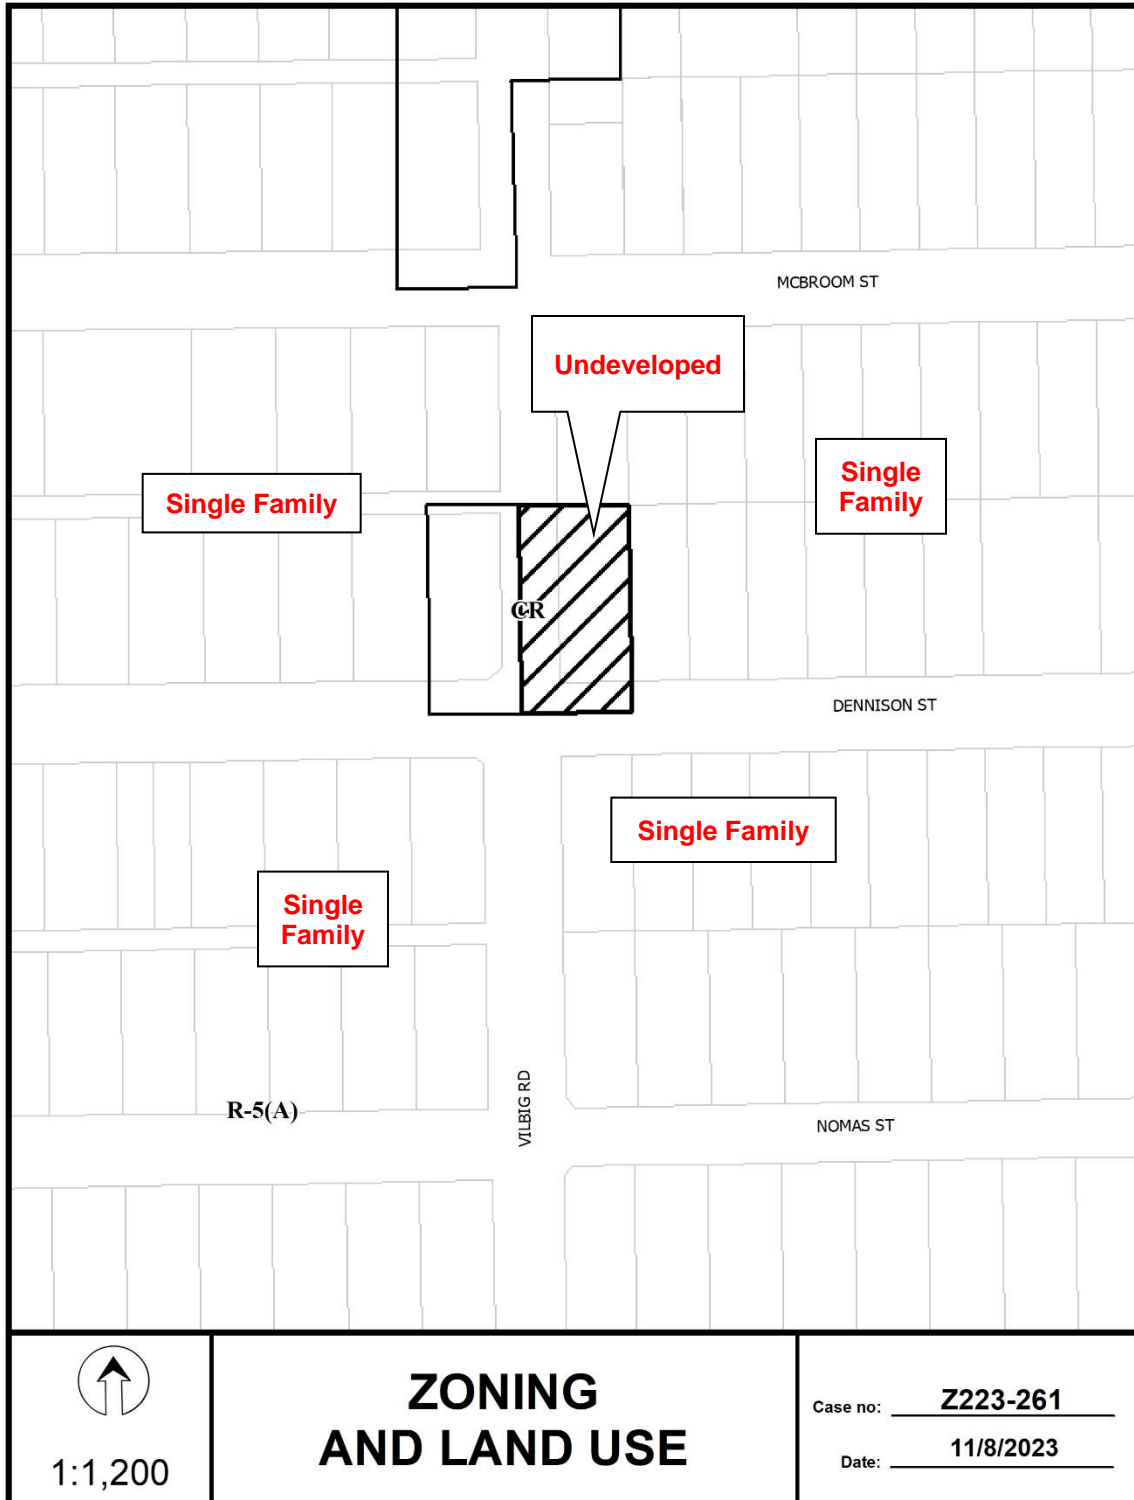 MCBROOM ST
Undeveloped
Single Family
Single
Family
CR
DENNISON ST
Single Family
Single
Family
R-5(A)
VILBIG RD
NOMAS ST
1:1,200
ZONING
AND LAND USE
Case no: Z223-261
Date: 11/8/2023